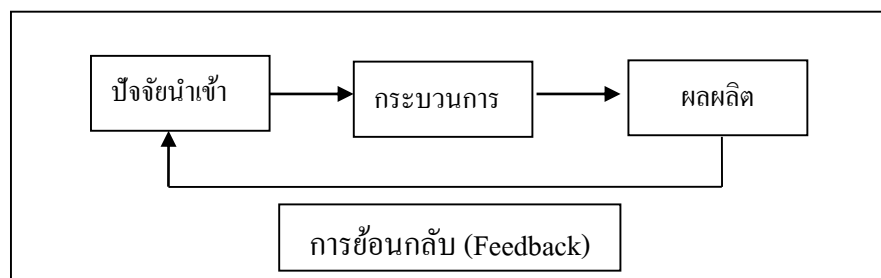 ปัจจัยนำเข้า
กระบวนการ
ผลผลิต
การย้อนกลับ (Feedback)